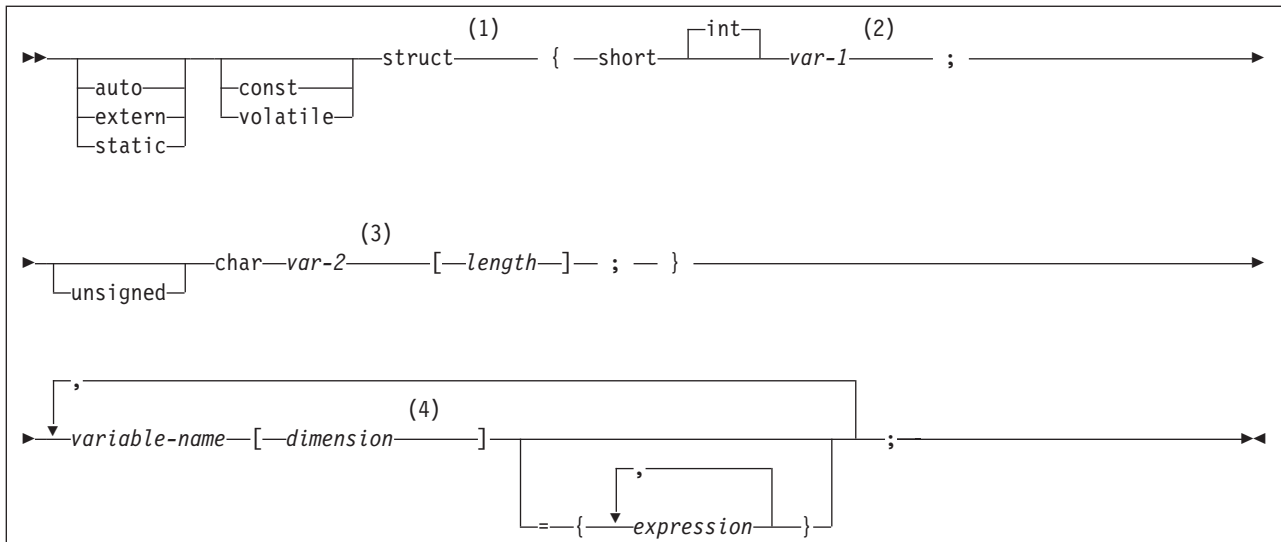 (1) int (2)
struct { short var-1 ;
auto const
extern volatile
static
(3)
char var-2 [ length ] ; }
unsigned
,
(4)
variable-name [ dimension ] ;
,
= { expression }